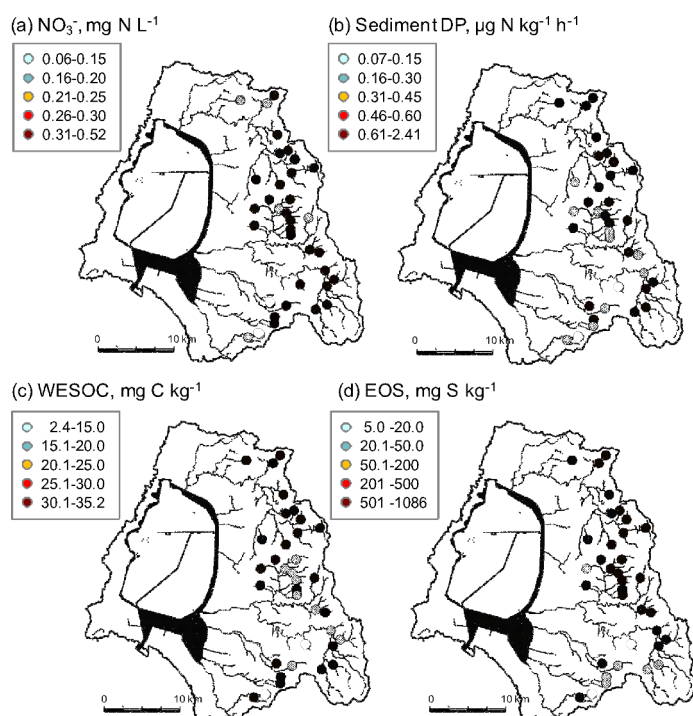 (a) NO₃⁻, mg N L⁻¹
0.06-0.15
0.16-0.20
0.21-0.25
0.26-0.30
0.31-0.52
0 10 km
(b) Sediment DP, µg N kg⁻¹ h⁻¹
0.07-0.15
0.16-0.30
0.31-0.45
0.46-0.60
0.61-2.41
0 10 km
(c) WESOC, mg C kg⁻¹
2.4-15.0
15.1-20.0
20.1-25.0
25.1-30.0
30.1-35.2
0 10 km
(d) EOS, mg S kg⁻¹
5.0 -20.0
20.1-50.0
50.1-200
201 -500
501 -1086
0 10 km